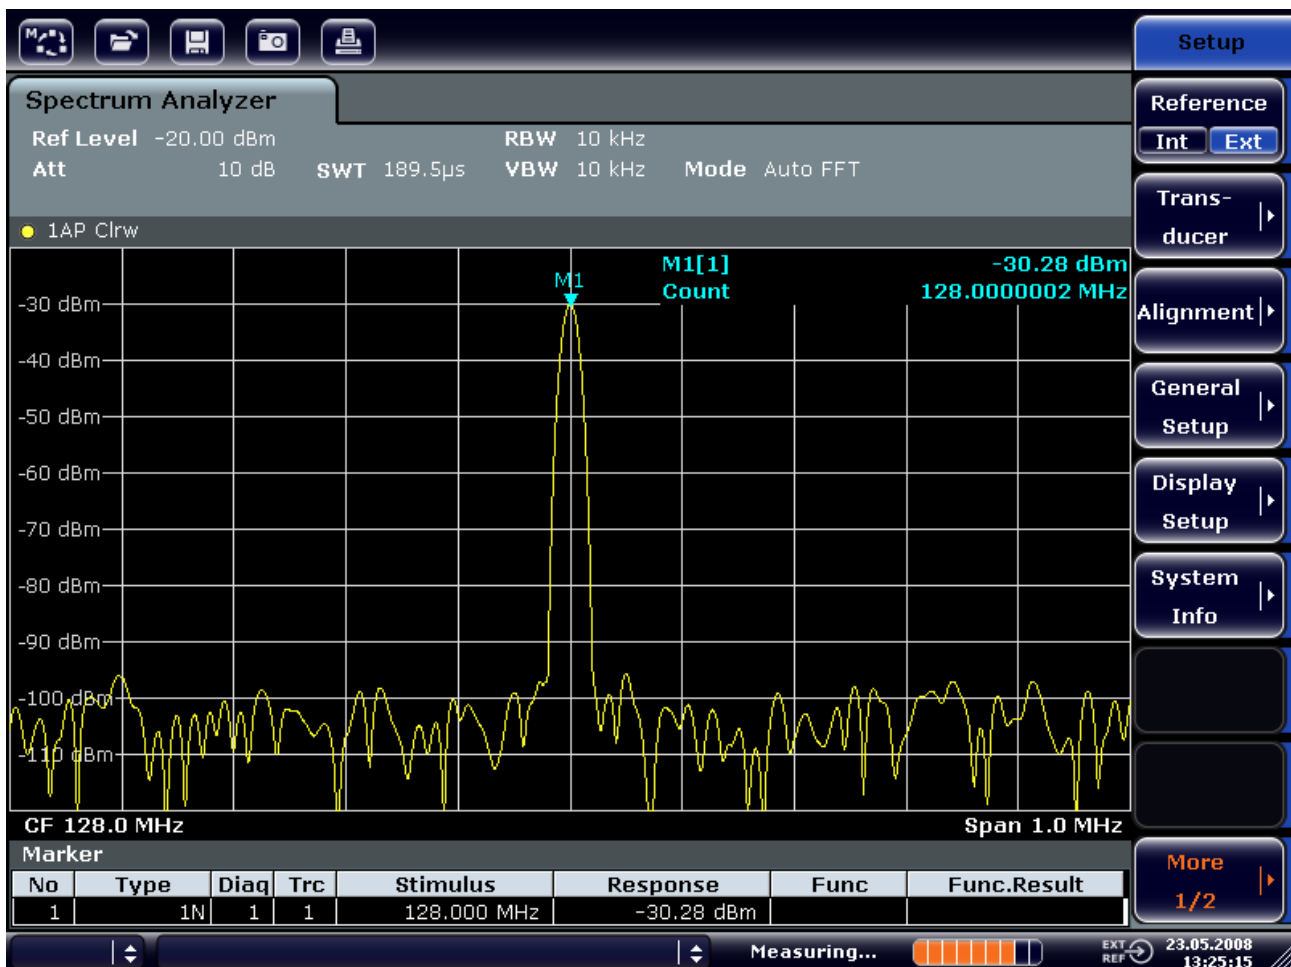 M
Setup
Spectrum Analyzer
Ref Level -20.00 dBm RBW 10 kHz
Att 10 dB SWT 189.5µs VBW 10 kHz Mode Auto FFT
1AP Clrw
M1[1] -30.28 dBm
Count 128.0000002 MHz
M1
-30 dBm
-40 dBm
-50 dBm
-60 dBm
-70 dBm
-80 dBm
-90 dBm
-100 dBm
-110 dBm
CF 128.0 MHz Span 1.0 MHz
Marker
No Type Diaq Trc Stimulus Response Func Func.Result
1 1N 1 1 128.000 MHz -30.28 dBm
Measuring...
EXT
REF
23.05.2008
13:25:15
Reference
Int Ext
Trans-
ducer
Alignment
General
Setup
Display
Setup
System
Info
More
1/2